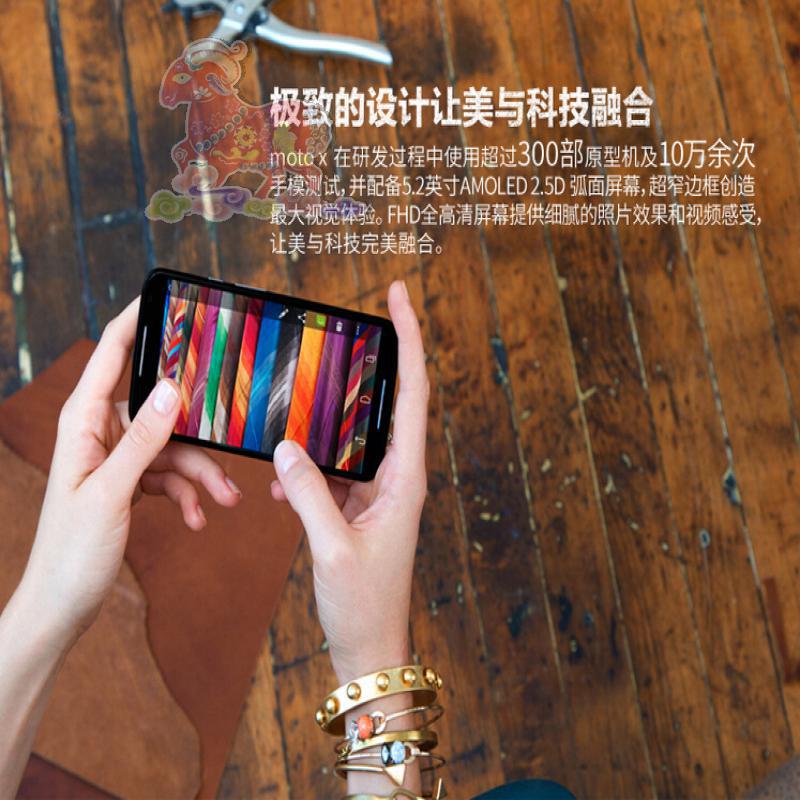 极致的设计让美与科技融合
moto x 在研发过程中使用超过300部原型机及10万余次
手模测试，并配备5.2英寸AMOLED 2.5D 弧面屏幕，超窄边框创造
最大视觉体验。FHD全高清屏幕提供细腻的照片效果和视频感受，
让美与科技完美融合。